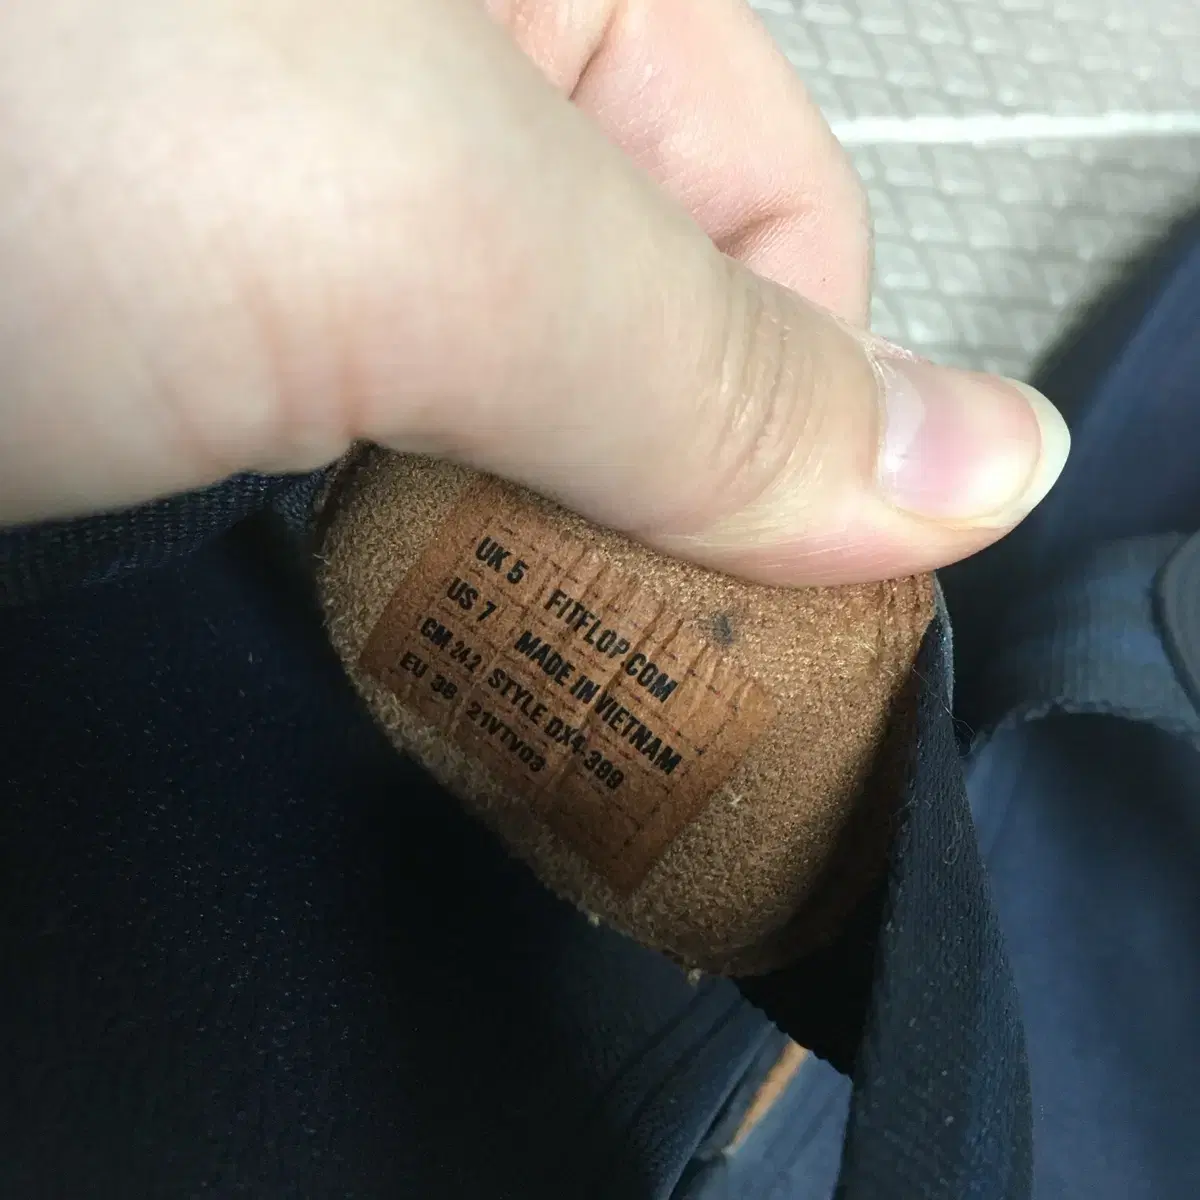 UK 5 FITFLOP.COM
US 7 MADE IN VIETNAM
CM 24.2 STYLE DX4-399
EU 38 21VTV03